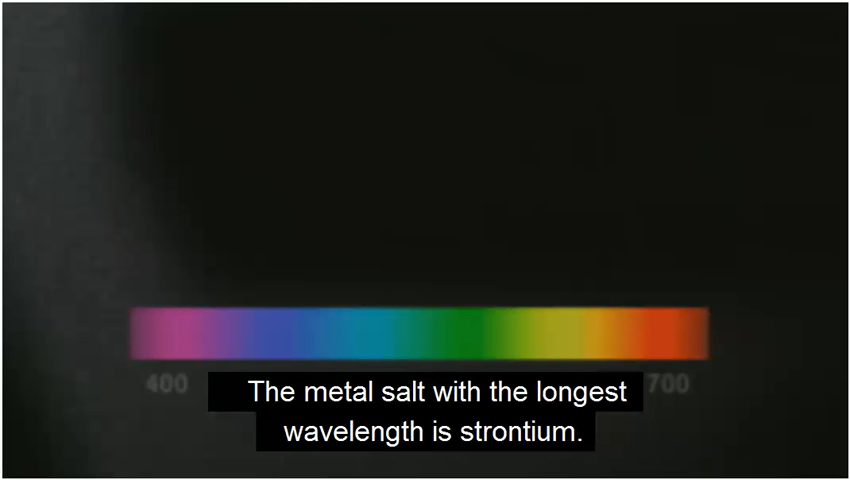 400
700
The metal salt with the longest
wavelength is strontium.